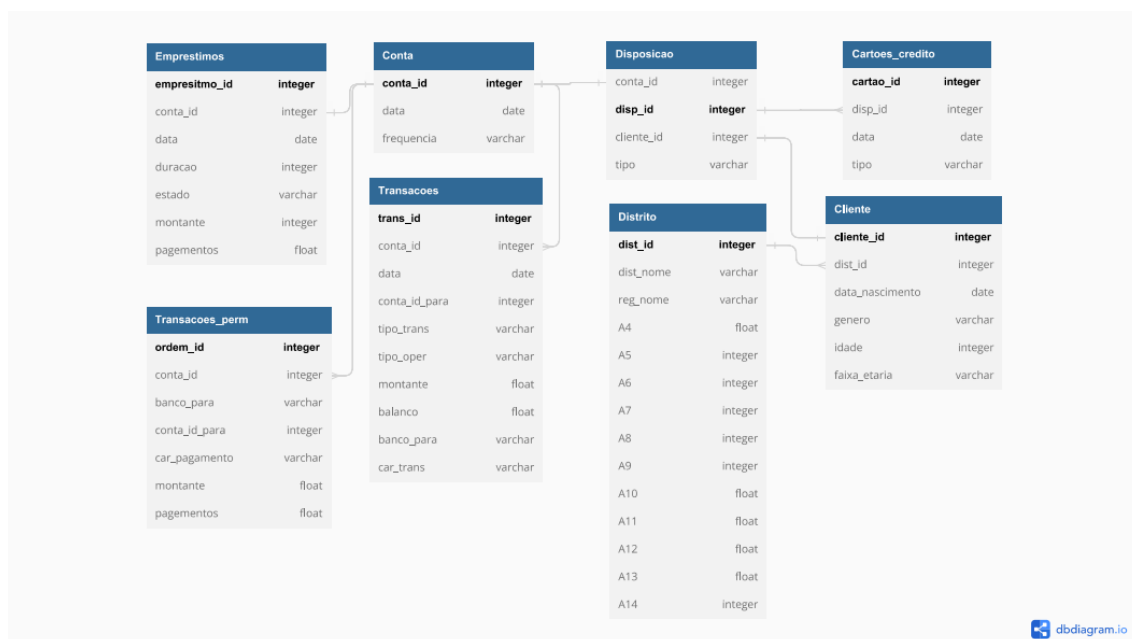 Emprestimos
empresitmo_id integer
conta_id integer
data date
duracao integer
estado varchar
montante integer
pagementos float
Conta
conta_id integer
data date
frequencia varchar
Disposicao
conta_id integer
disp_id integer
cliente_id integer
tipo varchar
Cartoes_credito
cartao_id integer
disp_id integer
data date
tipo varchar
Transacoes
trans_id integer
conta_id integer
data date
conta_id_para integer
tipo_trans varchar
tipo_oper varchar
montante float
balanco float
banco_para varchar
car_trans varchar
Distrito
dist_id integer
dist_nome varchar
reg_nome varchar
A4 float
A5 integer
A6 integer
A7 integer
A8 integer
A9 integer
A10 float
A11 float
A12 float
A13 float
A14 integer
Cliente
cliente_id integer
dist_id integer
data_nascimento date
genero varchar
idade integer
faixa_etaria varchar
Transacoes_perm
ordem_id integer
conta_id integer
banco_para varchar
conta_id_para integer
car_pagamento varchar
montante float
pagementos float
dbdiagram.io